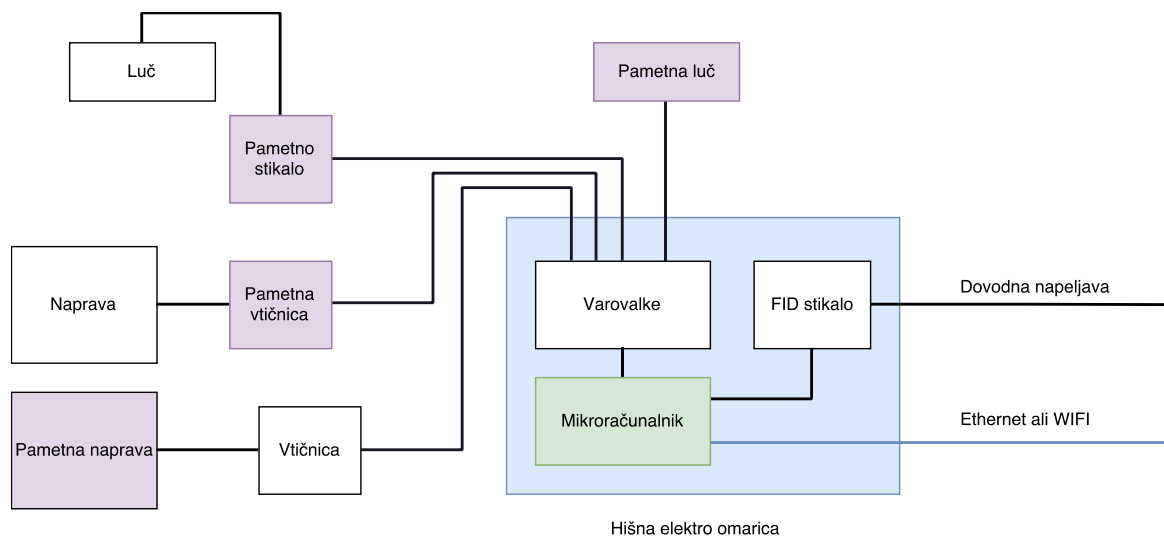 Luč
Pametna luč
Pametno
stikalo
Naprava
Pametna
vtičnica
Varovalke
FID stikalo
Dovodna napeljava
Pametna naprava
Vtičnica
Mikroračunalnik
Ethernet ali WIFI
Hišna elektro omarica